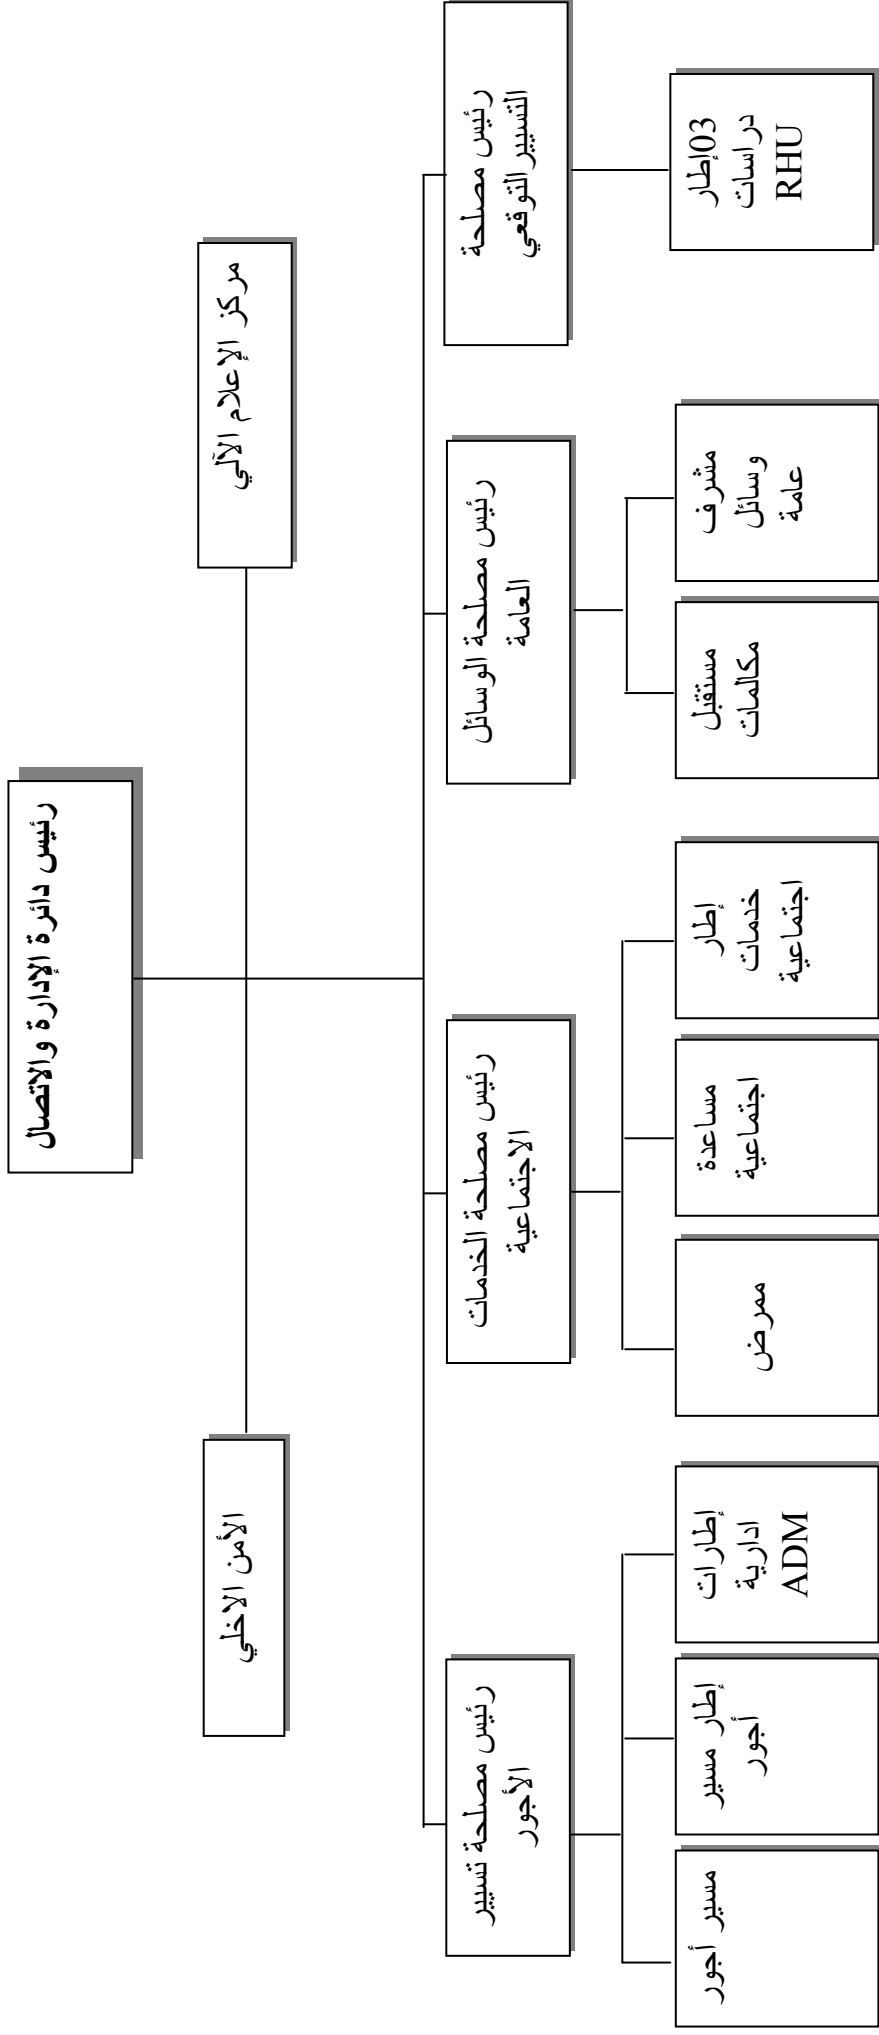 رئيس دائرة الإدارة والاتصال
مركز الإعلام الآلي
الأمن الاخلي
رئيس مصلحة
التسيير التوقعي
رئيس مصلحة الوسائل
العامة
رئيس مصلحة الخدمات
الاجتماعية
رئيس مصلحة تسيير
الأجور
03إطار
دراسات
RHU
مشرف
وسائل
عامة
مستقبل
مكالمات
إطار
خدمات
اجتماعية
مساعدة
اجتماعية
ممرض
إطارات
ادارية
ADM
إطار مسير
أجور
مسير أجور